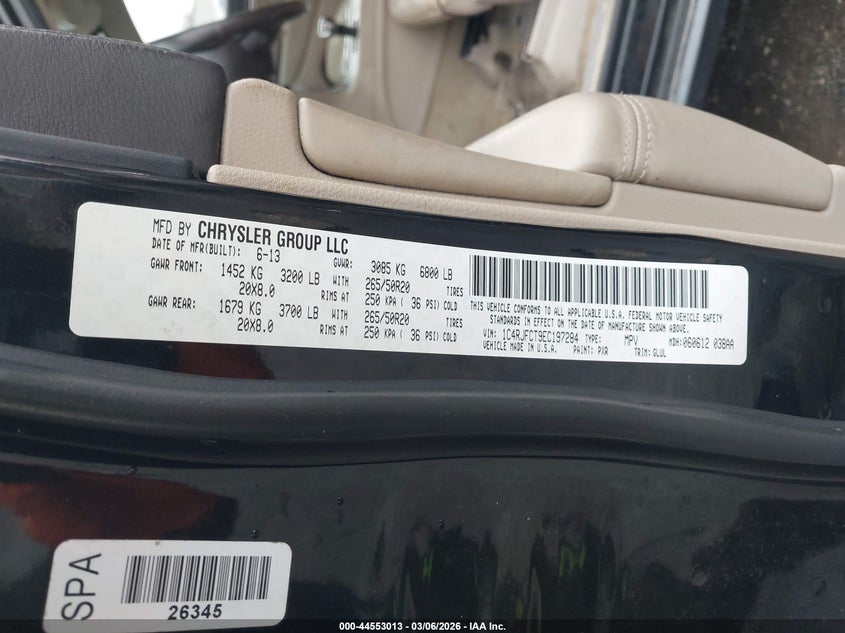 MFD BY CHRYSLER GROUP LLC
DATE OF MFR(BUILT): 6-13 GVWR: 3085 KG 6800 LB
GAWR FRONT: 1452 KG 3200 LB WITH 265/50R20 TIRES
20X8.0 RIMS AT 250 KPA ( 36 PSI) COLD
GAWR REAR: 1679 KG 3700 LB WITH 265/50R20 TIRES
20X8.0 RIMS AT 250 KPA ( 36 PSI) COLD
THIS VEHICLE CONFORMS TO ALL APPLICABLE U.S.A. FEDERAL MOTOR VEHICLE SAFETY
STANDARDS IN EFFECT ON THE DATE OF MANUFACTURE SHOWN ABOVE.
VIN: 1C4RJFCT9EC197284 TYPE: MPV MDH:060612 038AA
VEHICLE MADE IN U.S.A. PAINT: PXR TRIM: GLUL
SPA
26345
000-44553013 - 03/06/2026 - IAA Inc.